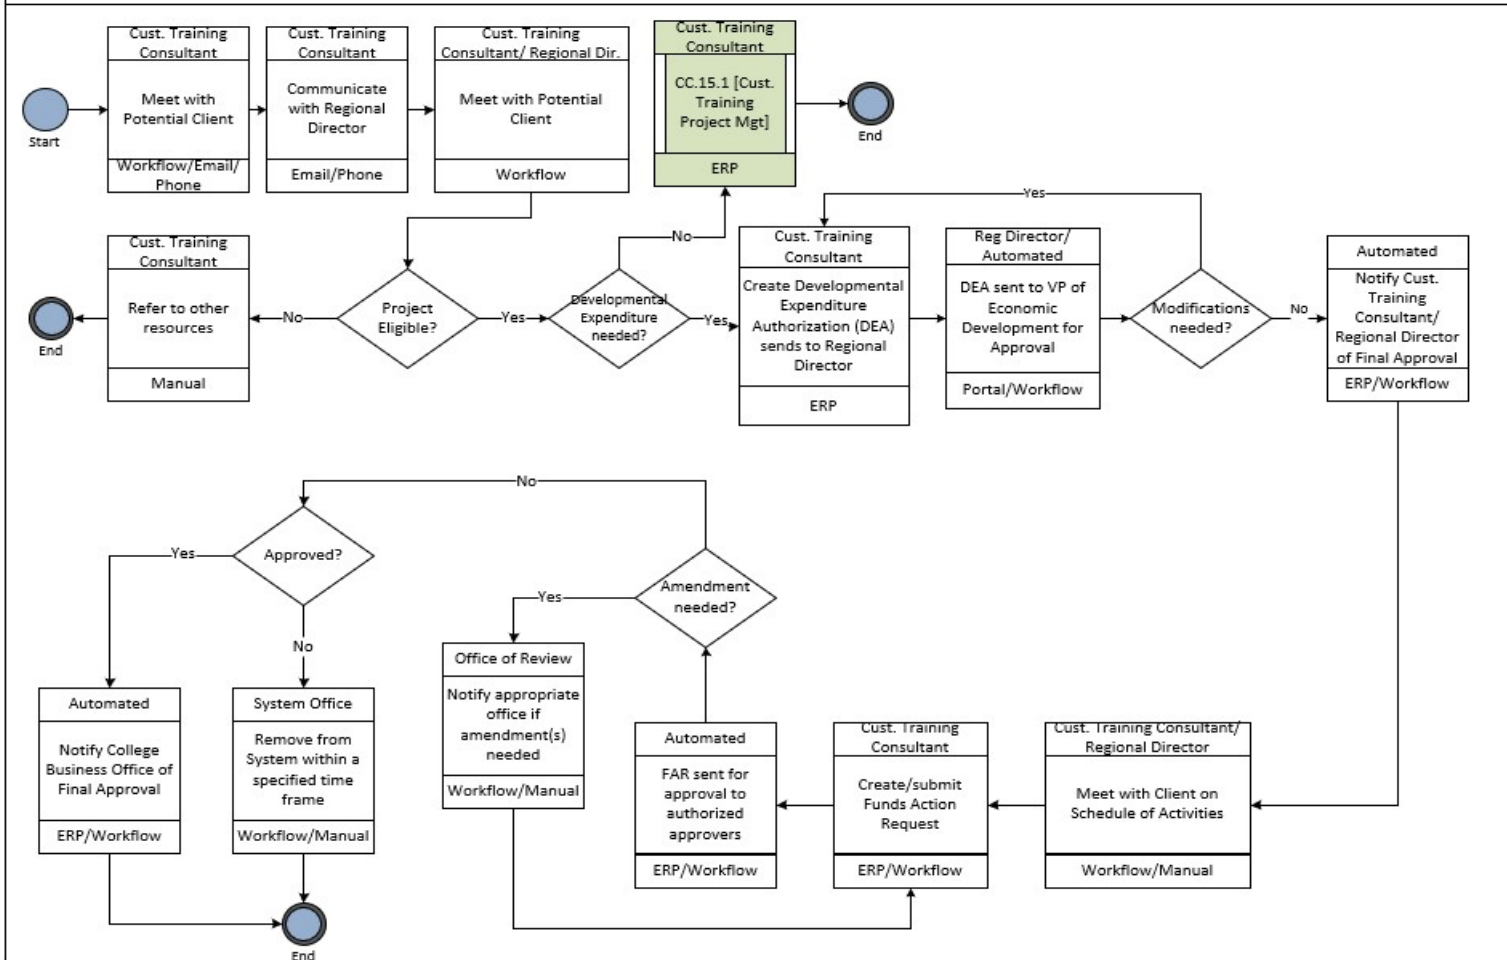 Cust. Training
Consultant
Meet with
Potential Client
Workflow/Email/
Phone
Cust. Training
Consultant
Communicate
with Regional
Director
Email/Phone
Cust. Training
Consultant/ Regional Dir.
Meet with Potential
Client
Workflow
Cust. Training
Consultant
CC.15.1 [Cust.
Training
Project Mgt]
ERP
Start
End
Cust. Training
Consultant
Refer to other
resources
Manual
End
No
Project
Eligible?
Yes
Developmental
Expenditure
needed?
No
Yes
Cust. Training
Consultant
Create Developmental
Expenditure
Authorization (DEA)
sends to Regional
Director
ERP
Reg Director/
Automated
DEA sent to VP of
Economic
Development for
Approval
Portal/Workflow
Yes
Modifications
needed?
No
Automated
Notify Cust.
Training
Consultant/
Regional Director
of Final Approval
ERP/Workflow
No
Approved?
Yes
No
Amendment
needed?
Yes
Automated
Notify College
Business Office of
Final Approval
ERP/Workflow
System Office
Remove from
System within a
specified time
frame
Workflow/Manual
Office of Review
Notify appropriate
office if
amendment(s)
needed
Workflow/Manual
Automated
FAR sent for
approval to
authorized
approvers
ERP/Workflow
Cust. Training
Consultant
Create/submit
Funds Action
Request
ERP/Workflow
Cust. Training Consultant/
Regional Director
Meet with Client on
Schedule of Activities
Workflow/Manual
End